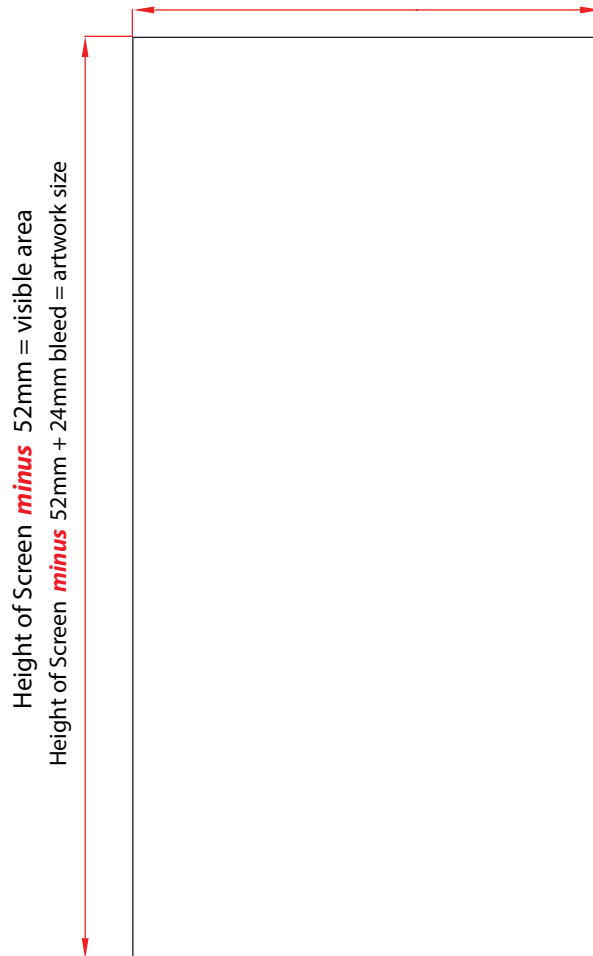 Height of Screen minus 52mm = visible area
Height of Screen minus 52mm + 24mm bleed = artwork size